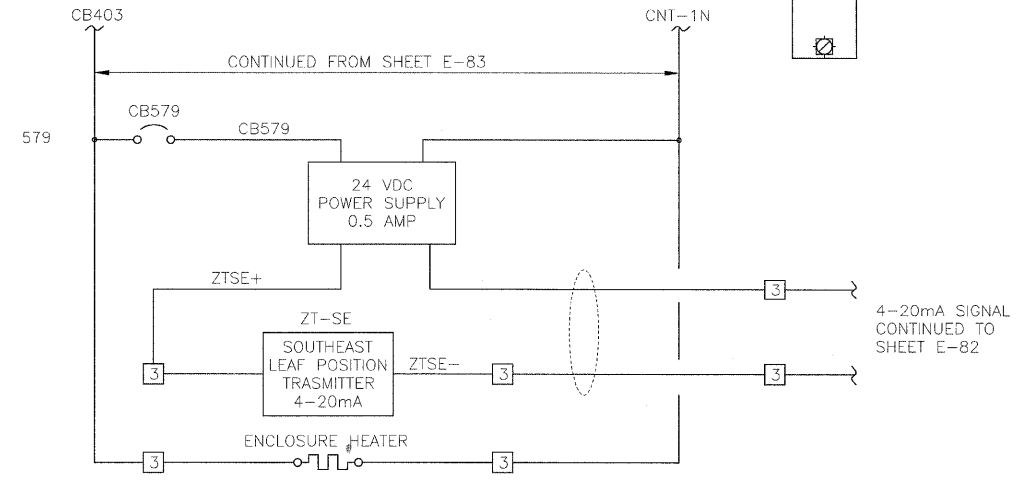 CB403
CNT-1N
CONTINUED FROM SHEET E-83
CB579
579
CB579
24 VDC
POWER SUPPLY
0.5 AMP
ZTSE+
3
4-20mA SIGNAL
CONTINUED TO
SHEET E-82
ZT-SE
SOUTHEAST
LEAF POSITION
TRASMITTER
4-20mA
3
ZTSE-
3
3
ENCLOSURE HEATER
3
3